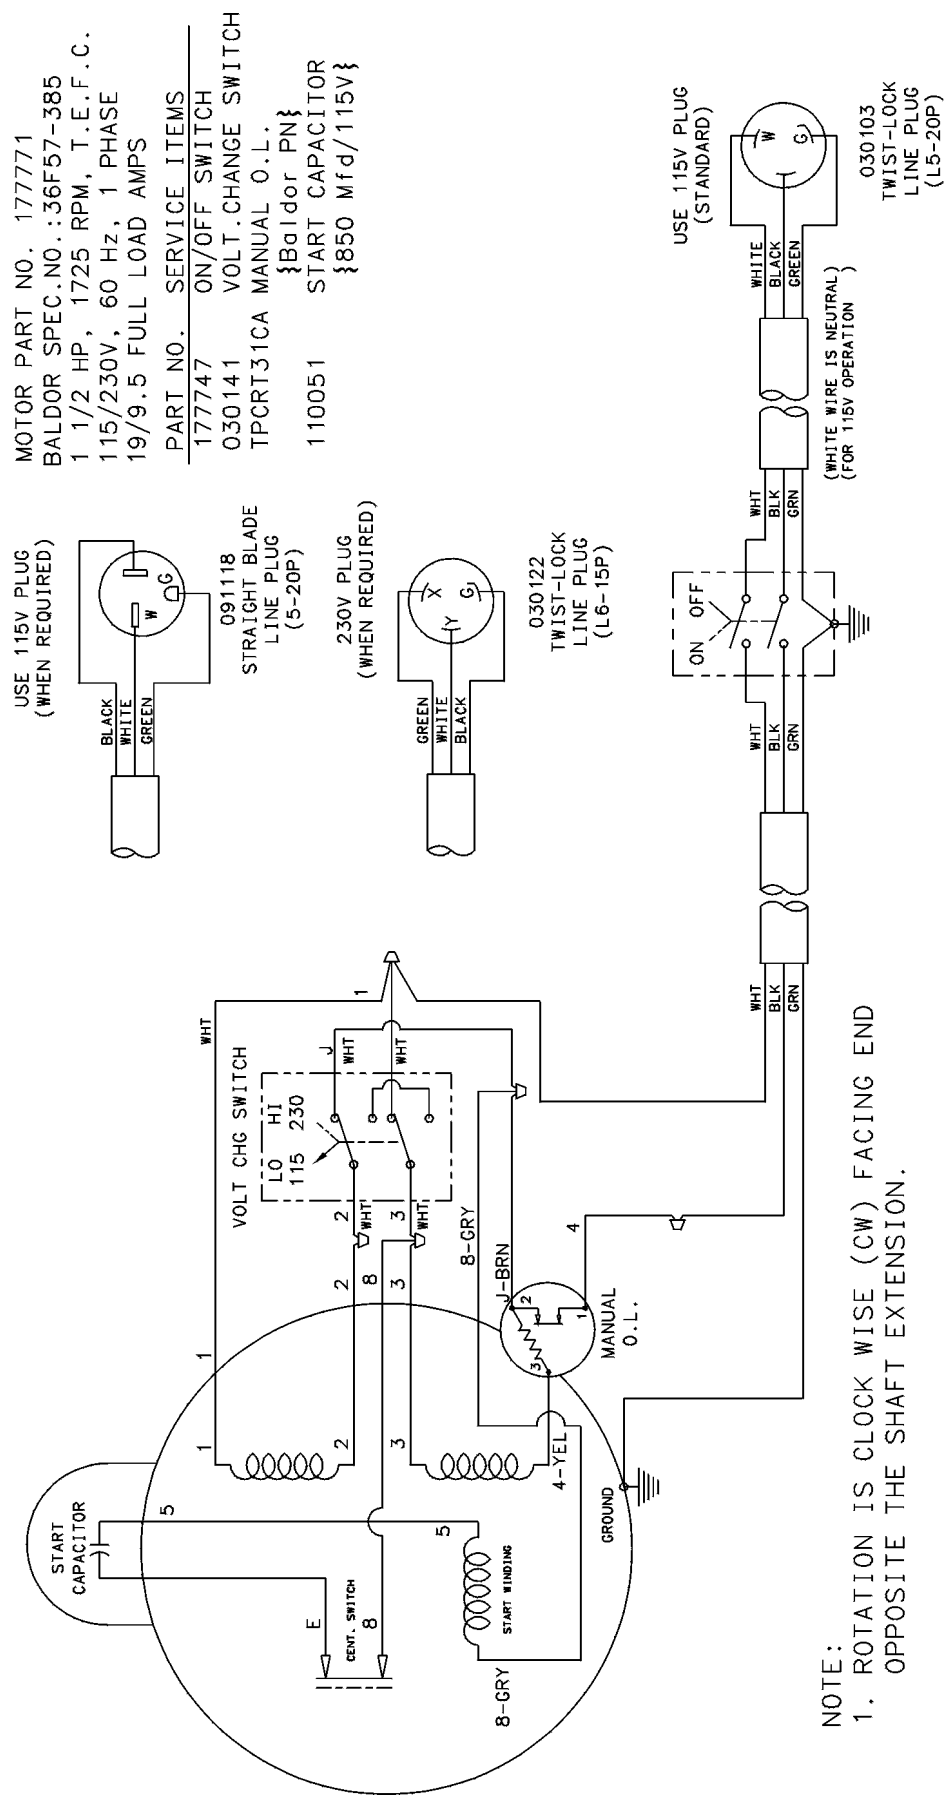 MOTOR PART NO. 177771
BALDOR SPEC.NO.:36F57-385
1 1/2 HP, 1725 RPM, T.E.F.C.
115/230V, 60 Hz, 1 PHASE
19/9.5 FULL LOAD AMPS
PART NO. SERVICE ITEMS
177747 ON/OFF SWITCH
030141 VOLT.CHANGE SWITCH
TPCRT31CA MANUAL O.L.
{Baldor PN}
110051 START CAPACITOR
{850 Mfd/115V}
USE 115V PLUG
(WHEN REQUIRED)
BLACK
WHITE
GREEN
W
G
091118
STRAIGHT BLADE
LINE PLUG
(5-20P)
230V PLUG
(WHEN REQUIRED)
GREEN
WHITE
BLACK
X
Y
G
030122
TWIST-LOCK
LINE PLUG
(L6-15P)
USE 115V PLUG
(STANDARD)
WHITE
BLACK
GREEN
W
G
030103
TWIST-LOCK
LINE PLUG
(L5-20P)
(WHITE WIRE IS NEUTRAL)
(FOR 115V OPERATION)
WHT
BLK
GRN
ON OFF
WHT
BLK
GRN
WHT
BLK
GRN
START
CAPACITOR
5
E
CENT. SWITCH
8
5
START WINDING
8-GRY
1
1
WHT
1
VOLT CHG SWITCH
LO HI
115 230
J
WHT
WHT
2
2
2
WHT
8
3
3
3
WHT
8-GRY
J-BRN
4-YEL
2
3
1
MANUAL
O.L.
4
GROUND
NOTE:
1. ROTATION IS CLOCK WISE (CW) FACING END
OPPOSITE THE SHAFT EXTENSION.